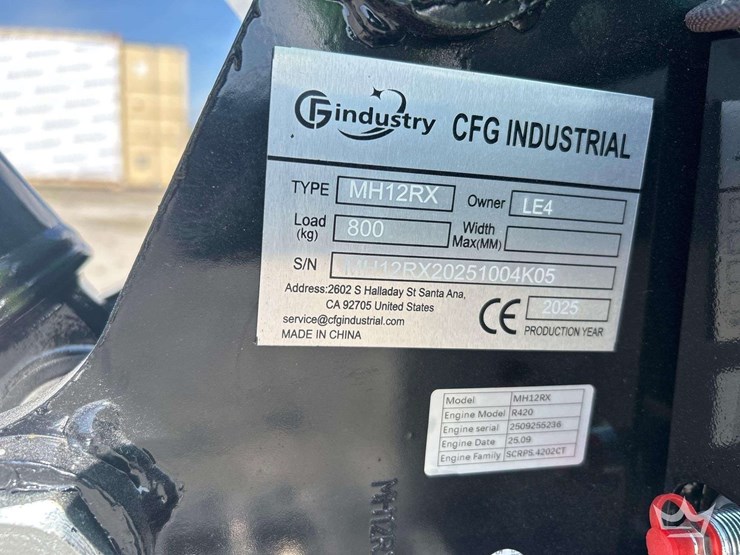 CFG industry CFG INDUSTRIAL
TYPE MH12RX Owner LE4
Load (kg) 800 Width Max(MM)
S/N MH12RX20251004K05
Address:2602 S Halladay St Santa Ana,
CA 92705 United States
service@cfgindustrial.com
MADE IN CHINA
CE 2025
PRODUCTION YEAR
Model MH12RX
Engine Model R420
Engine serial 2509255236
Engine Date 25.09
Engine Family SCRPS.4202CT
MH12R